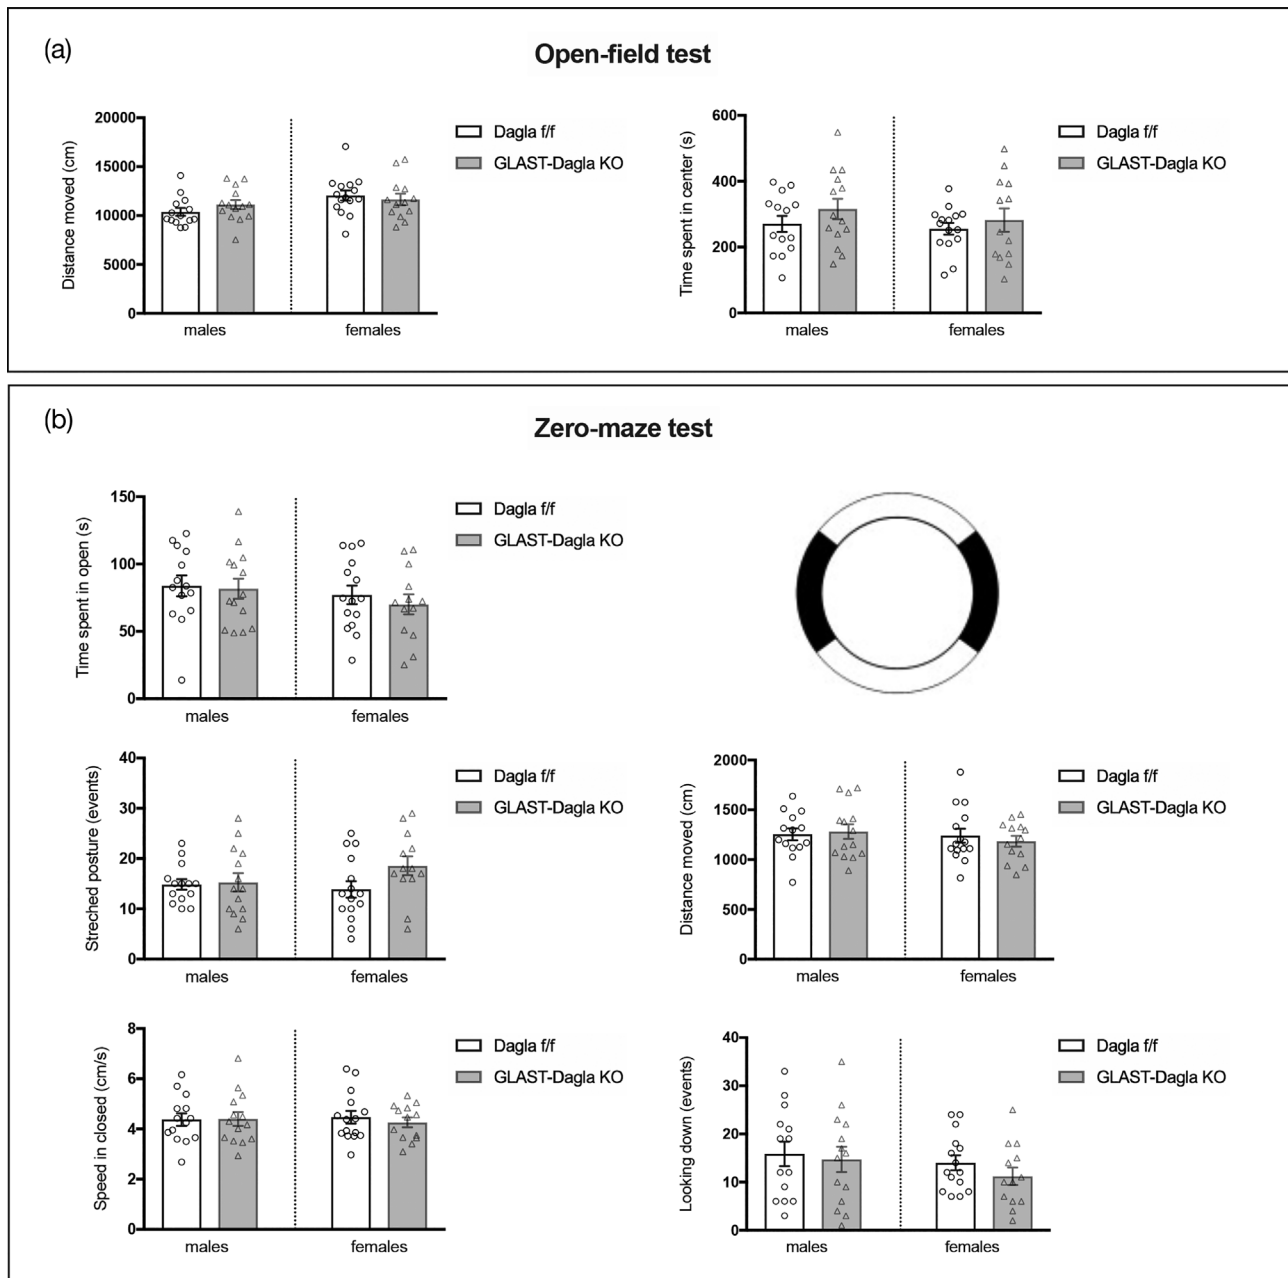 (a)
Open-field test
Distance moved (cm)
20000
15000
10000
5000
0
males
females
Dagla f/f
GLAST-Dagla KO
Time spent in center (s)
600
400
200
0
males
females
Dagla f/f
GLAST-Dagla KO
(b)
Zero-maze test
Time spent in open (s)
150
100
50
0
males
females
Dagla f/f
GLAST-Dagla KO
Streched posture (events)
40
30
20
10
0
males
females
Dagla f/f
GLAST-Dagla KO
Distance moved (cm)
2000
1500
1000
500
0
males
females
Dagla f/f
GLAST-Dagla KO
Speed in closed (cm/s)
8
6
4
2
0
males
females
Dagla f/f
GLAST-Dagla KO
Looking down (events)
40
30
20
10
0
males
females
Dagla f/f
GLAST-Dagla KO